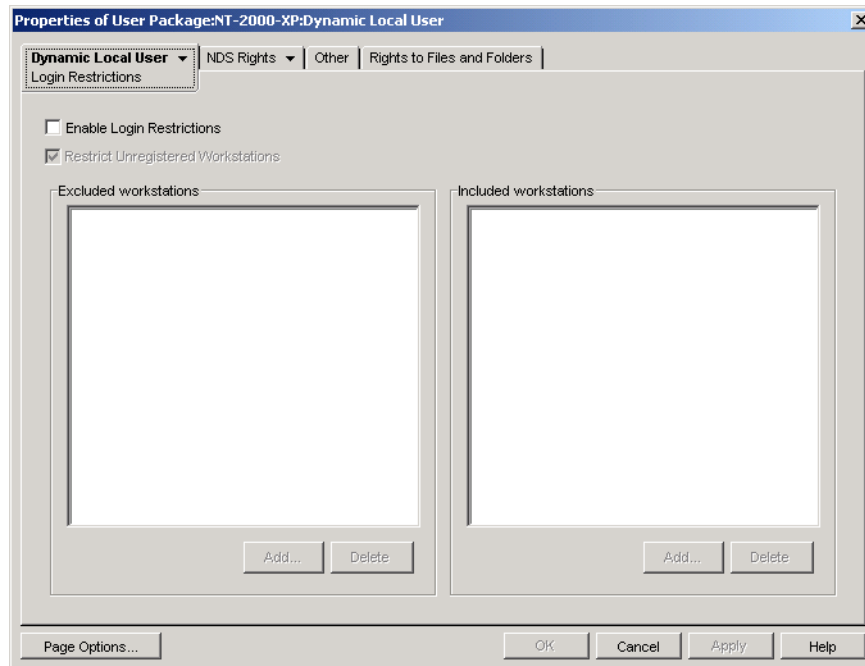 Properties of User Package:NT-2000-XP:Dynamic Local User
Dynamic Local User NDS Rights Other Rights to Files and Folders
Login Restrictions
Enable Login Restrictions
Restrict Unregistered Workstations
Excluded workstations Included workstations
Add... Delete Add... Delete
Page Options... OK Cancel Apply Help